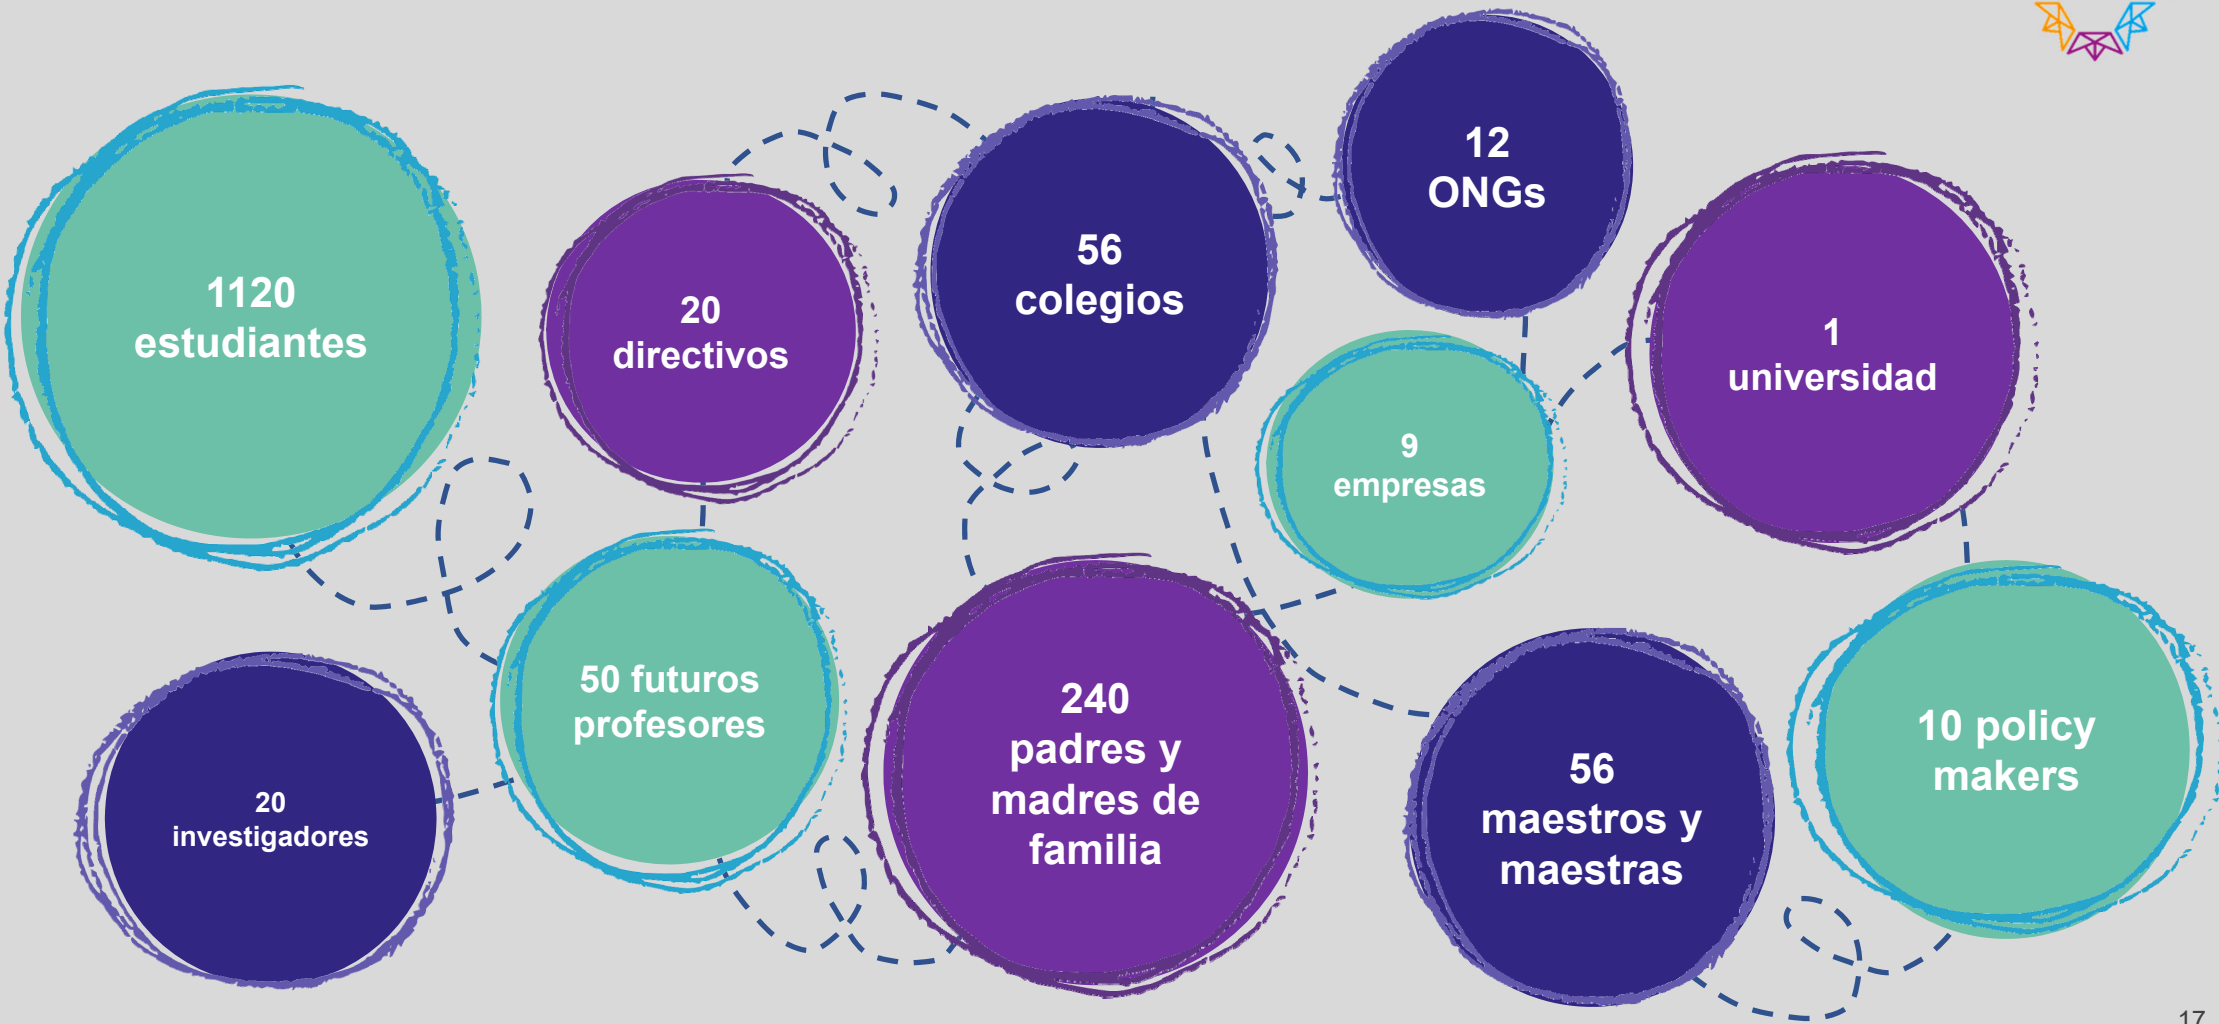 1120
estudiantes
20
directivos
56
colegios
12
ONGs
1
universidad
9
empresas
20
investigadores
50 futuros
profesores
240
padres y
madres de
familia
56
maestros y
maestras
10 policy
makers
17